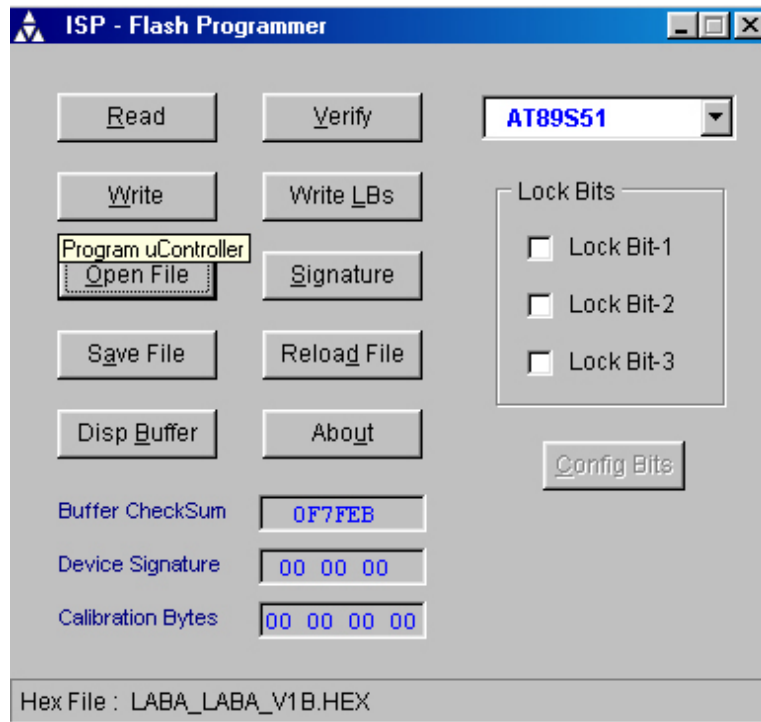 ISP - Flash Programmer
Read
Verify
AT89S51
Write
Write LBs
Lock Bits
Program uController
Lock Bit-1
Open File
Signature
Lock Bit-2
Save File
Reload File
Lock Bit-3
Disp Buffer
About
Config Bits
Buffer CheckSum
0F7FEB
Device Signature
00 00 00
Calibration Bytes
00 00 00 00
Hex File : LABA_LABA_V1B.HEX